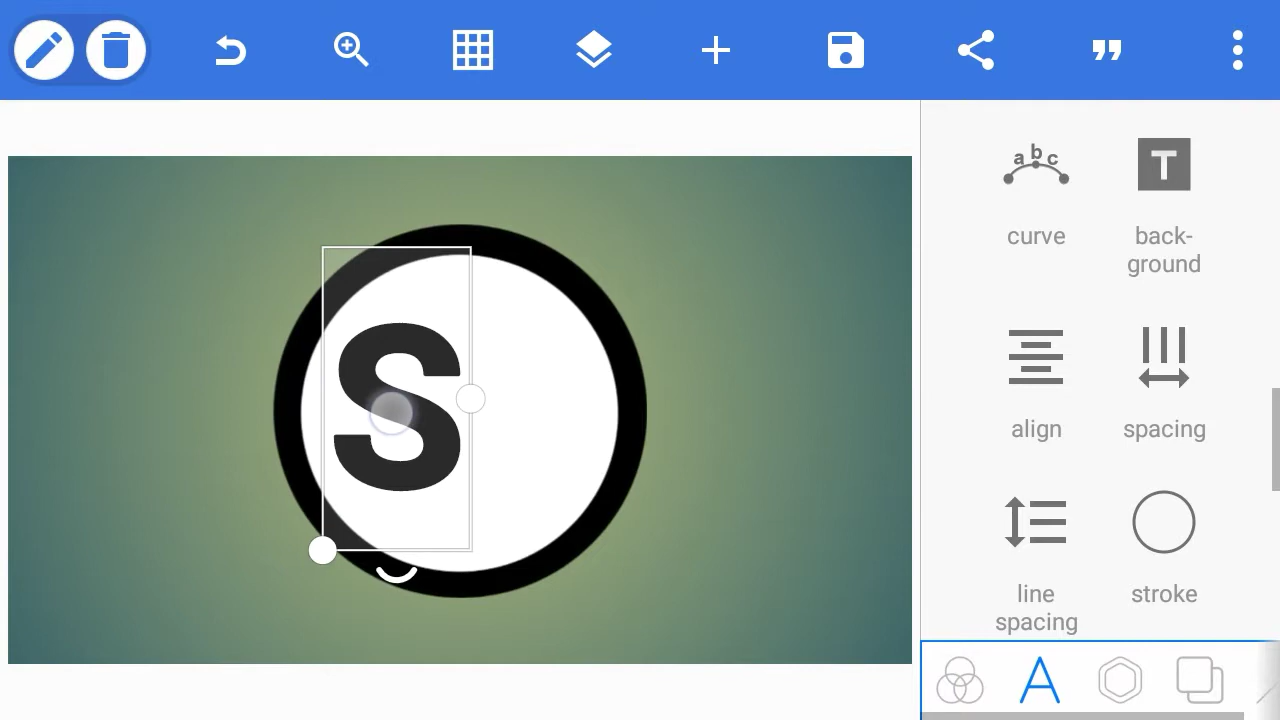 a b c
T
curve
back-
ground
S
align
spacing
line
spacing
stroke
A